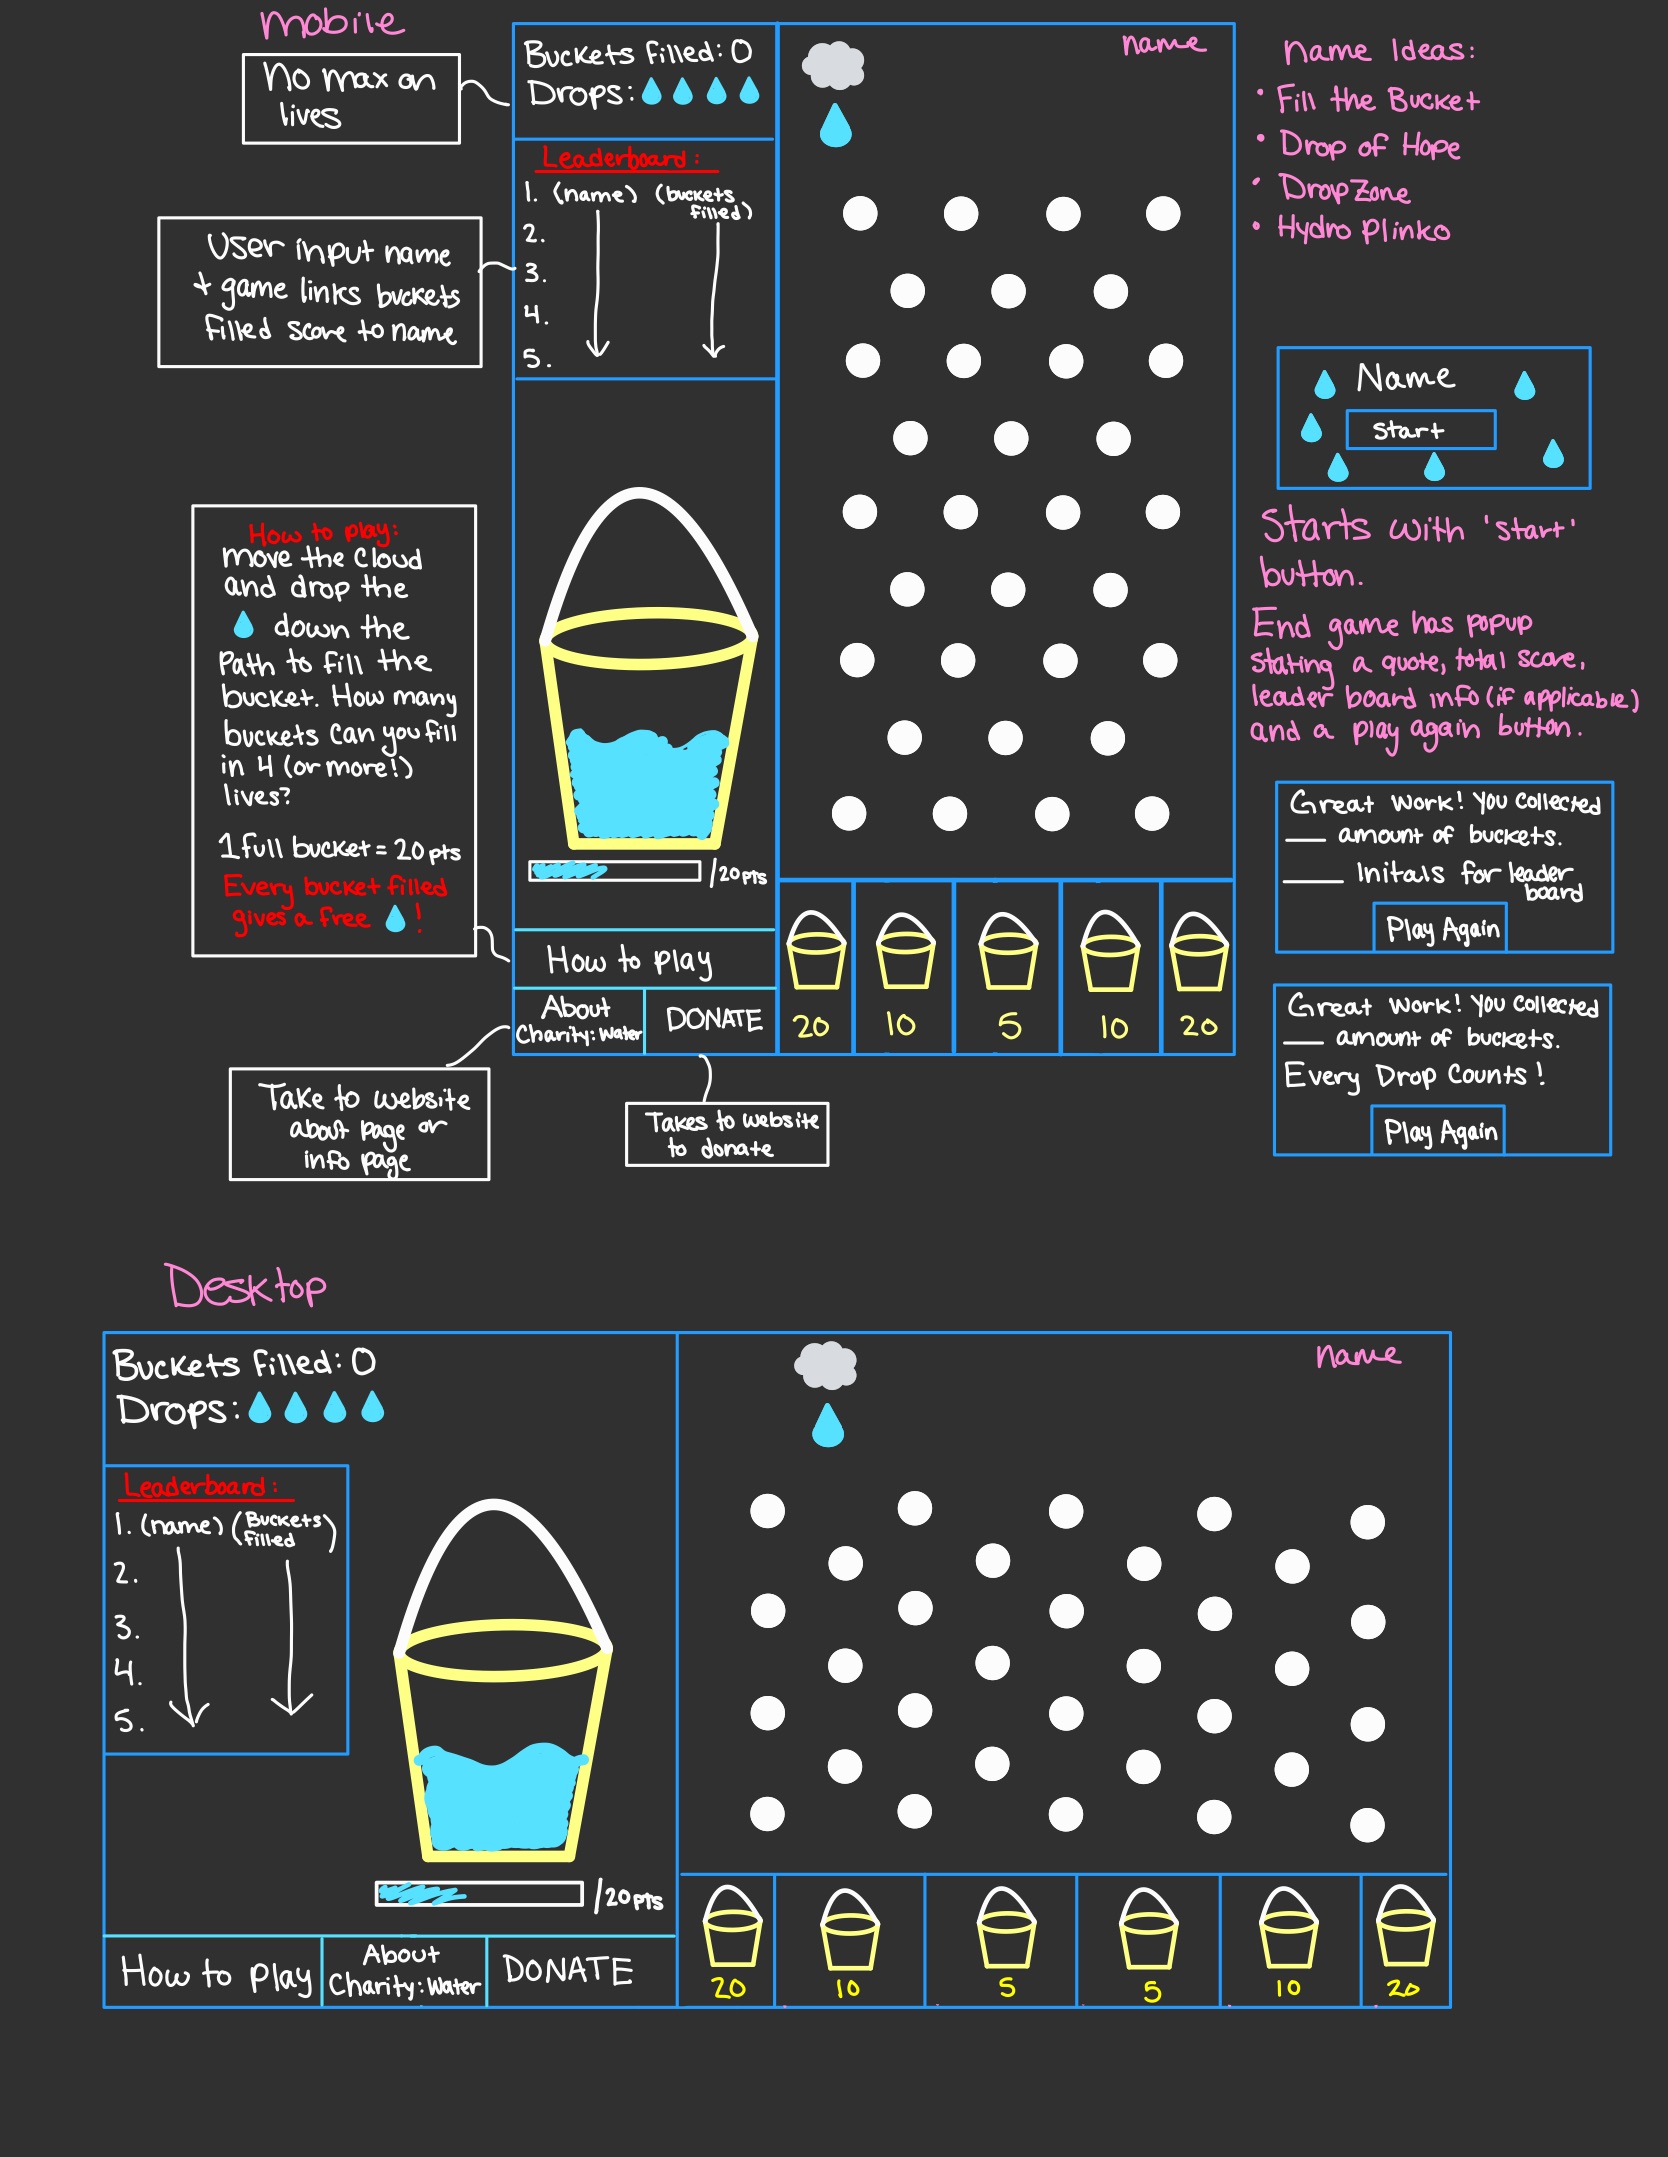 mobile
No max on
lives
Buckets filled: 0
Drops:
name
Leaderboard:
1. (name) (buckets
filled)
2.
3.
4.
5.
User input name
+ game links buckets
filled score to name
How to play:
Move the Cloud
and drop the
down the
Path to fill the
bucket. How many
buckets can you fill
in 4 (or more!)
lives?
1 full bucket = 20 pts
Every bucket filled
gives a free !
/20pts
How to play
About
Charity: Water
DONATE
20
10
5
10
20
Take to website
about page or
info page
Takes to website
to donate
Name Ideas:
• Fill the Bucket
• Drop of Hope
• DropZone
• Hydro Plinko
Name
Start
Starts with 'start'
button.
End game has popup
stating a quote, total score,
leader board info (if applicable)
and a play again button.
Great Work! You Collected
___ amount of buckets.
___ Initals for leader
board
Play Again
Great Work! You Collected
___ amount of buckets.
Every Drop Counts!
Play Again
Desktop
Buckets filled: 0
Drops:
name
Leaderboard:
1. (name) (Buckets
filled)
2.
3.
4.
5.
/20pts
How to play
About
Charity: Water
DONATE
20
10
5
5
10
20